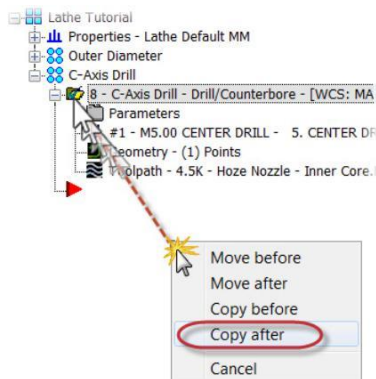 Lathe Tutorial
Properties - Lathe Default MM
Outer Diameter
C-Axis Drill
8 - C-Axis Drill - Drill/Counterbore - [WCS: MA
Parameters
#1 - M5.00 CENTER DRILL - 5. CENTER DR
Geometry - (1) Points
Toolpath - 4.5K - Hoze Nozzle - Inner Core.
Move before
Move after
Copy before
Copy after
Cancel